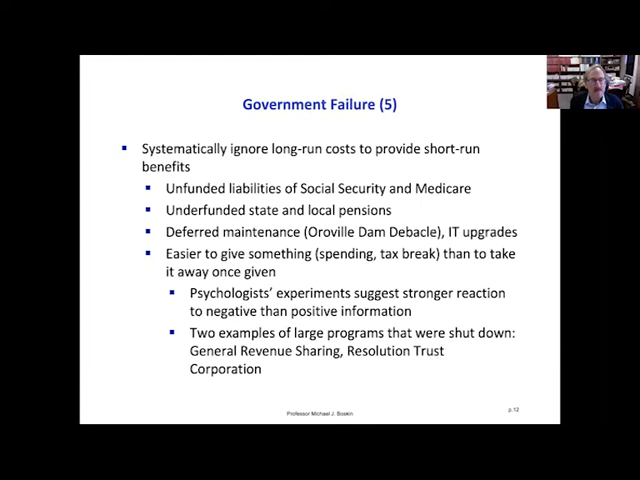 Government Failure (5)
Systematically ignore long-run costs to provide short-run
benefits
Unfunded liabilities of Social Security and Medicare
Underfunded state and local pensions
Deferred maintenance (Oroville Dam Debacle), IT upgrades
Easier to give something (spending, tax break) than to take
it away once given
Psychologists’ experiments suggest stronger reaction
to negative than positive information
Two examples of large programs that were shut down:
General Revenue Sharing, Resolution Trust
Corporation
Professor Michael J. Boskin
p.12